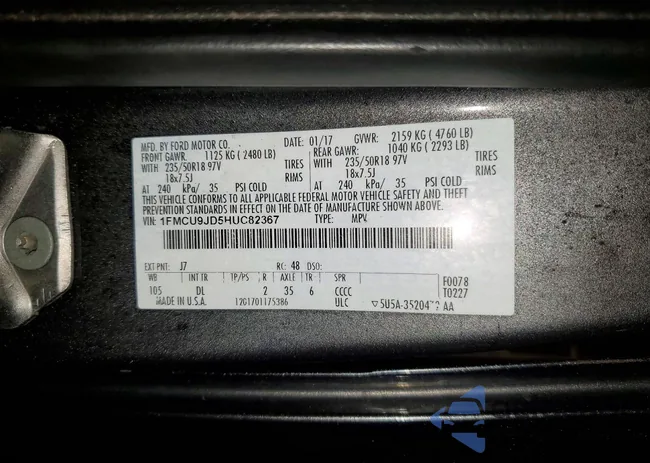 MFD. BY FORD MOTOR CO. DATE: 01/17 GVWR: 2159 KG ( 4760 LB)
FRONT GAWR: 1125 KG ( 2480 LB) REAR GAWR: 1040 KG ( 2293 LB)
WITH 235/50R18 97V TIRES WITH 235/50R18 97V TIRES
18x7.5J RIMS 18x7.5J RIMS
AT 240 kPa/ 35 PSI COLD AT 240 kPa/ 35 PSI COLD
THIS VEHICLE CONFORMS TO ALL APPLICABLE FEDERAL MOTOR VEHICLE SAFETY AND THEFT
PREVENTION STANDARDS IN EFFECT ON THE DATE OF MANUFACTURE SHOWN ABOVE.
VIN: 1FMCU9JD5HUC82367 TYPE: MPV
EXT PNT: J7 RC: 48 DSO:
WB INT TR TP/PS R AXLE TR SPR F0078
105 DL 2 35 6 CCCC T0227
MADE IN U.S.A. 12G1701175386 ULC 5U5A-35204 AA